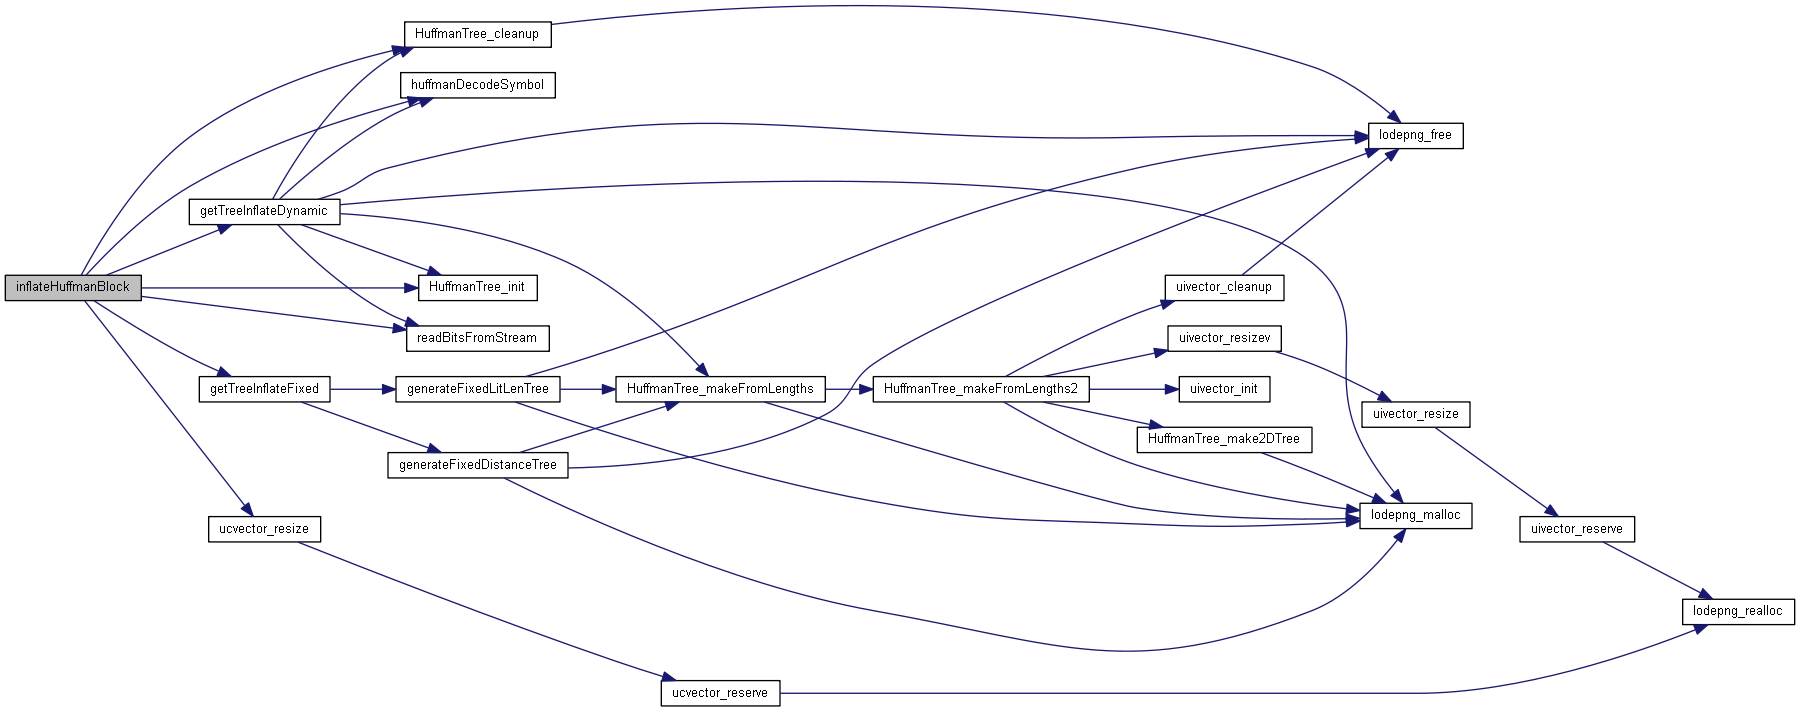 HuffmanTree_cleanup
huffmanDecodeSymbol
lodepng_free
getTreeInflateDynamic
inflateHuffmanBlock
HuffmanTree_init
uivector_cleanup
readBitsFromStream
uivector_resizev
getTreeInflateFixed
generateFixedLitLenTree
HuffmanTree_makeFromLengths
HuffmanTree_makeFromLengths2
uivector_init
uivector_resize
HuffmanTree_make2DTree
generateFixedDistanceTree
lodepng_malloc
ucvector_resize
uivector_reserve
lodepng_realloc
ucvector_reserve